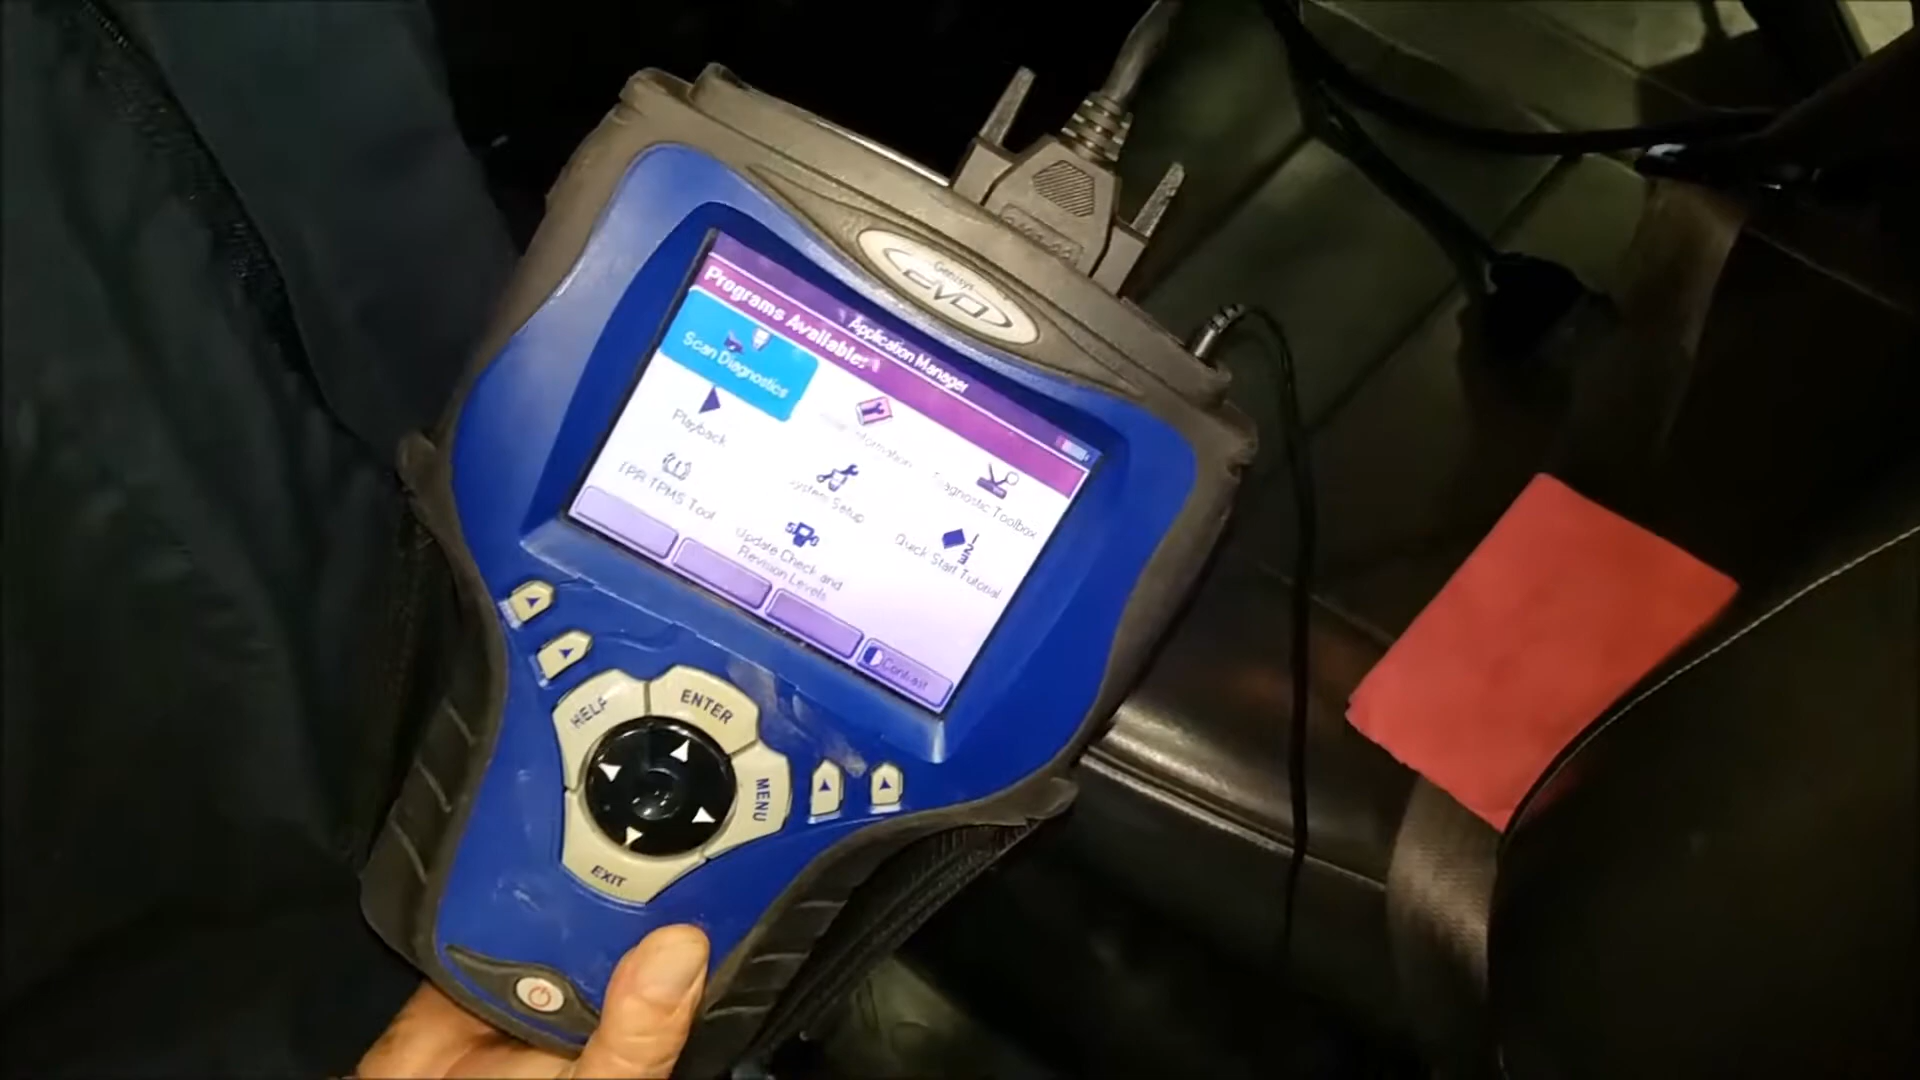 Genisys
EVO
Application Manager
Programs Available:
Scan Diagnostics
Information
Diagnostic Toolbox
Playback
System Setup
Quick Start Tutorial
TPR TPMS Tool
Update Check and
Revision Levels
Contrast
HELP
ENTER
MENU
EXIT